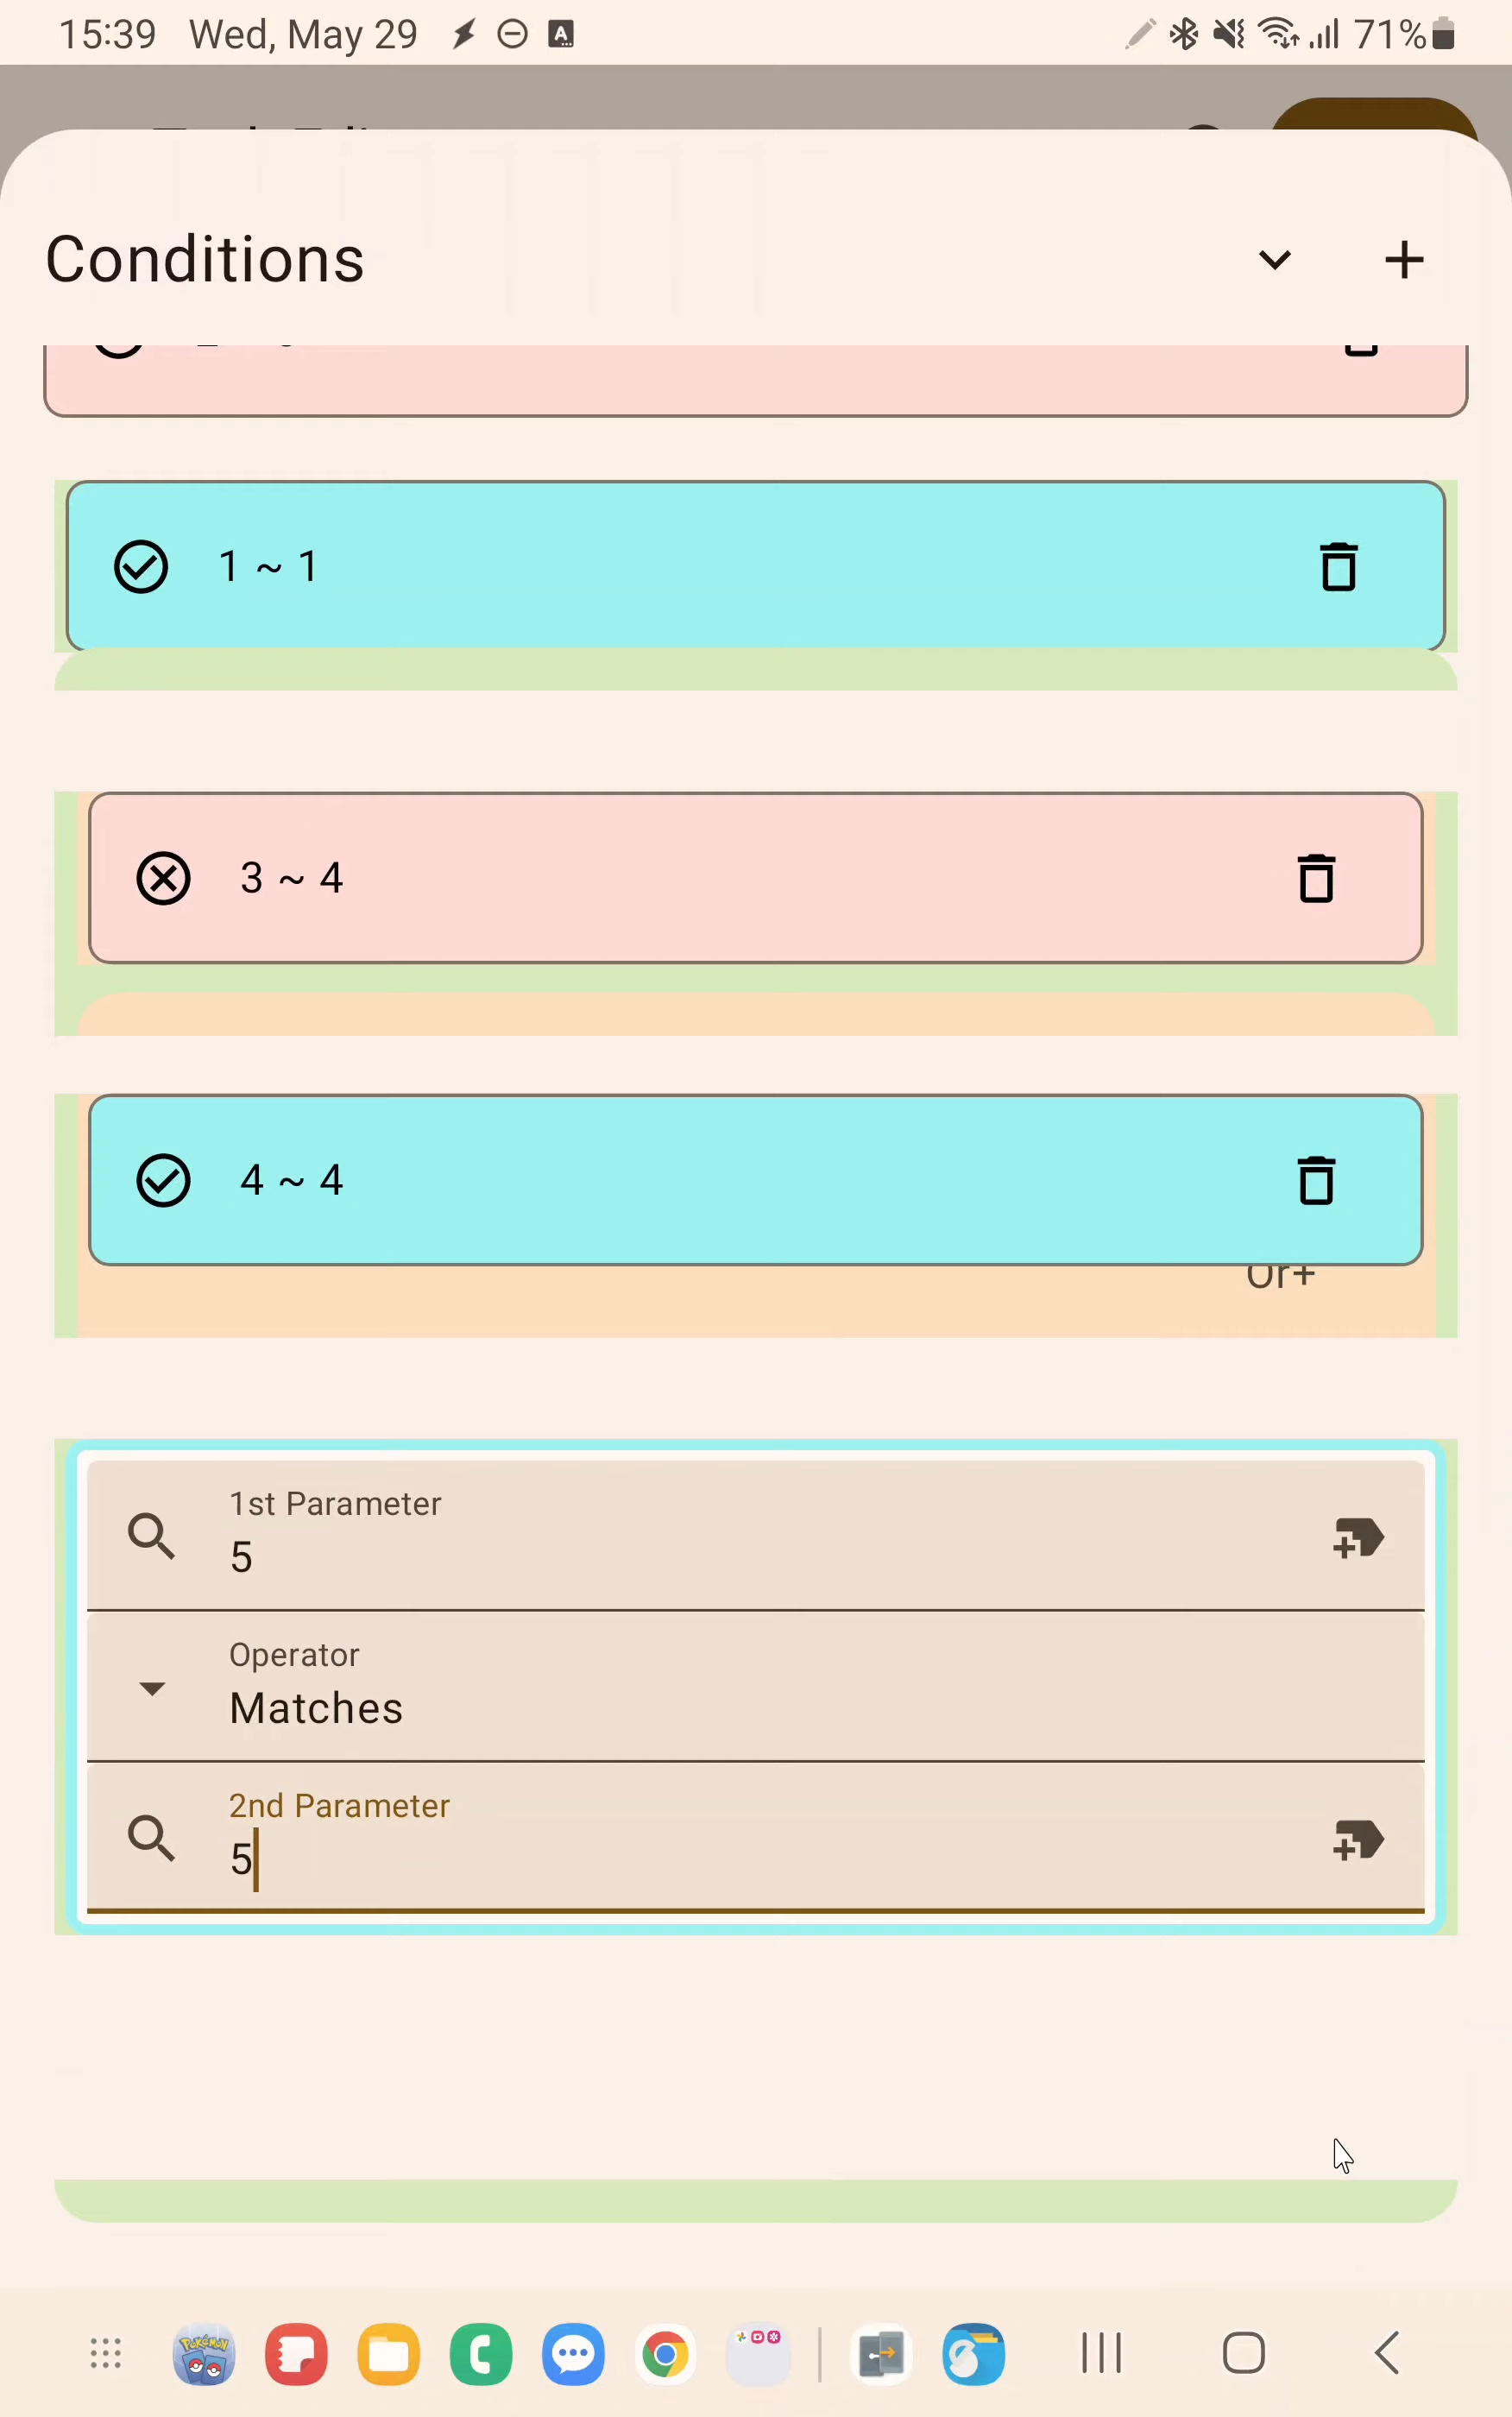 15:39 Wed, May 29 A 71%
Conditions
1 ~ 1
3 ~ 4
4 ~ 4
Or+
1st Parameter
5
Operator
Matches
2nd Parameter
5
Pokémon